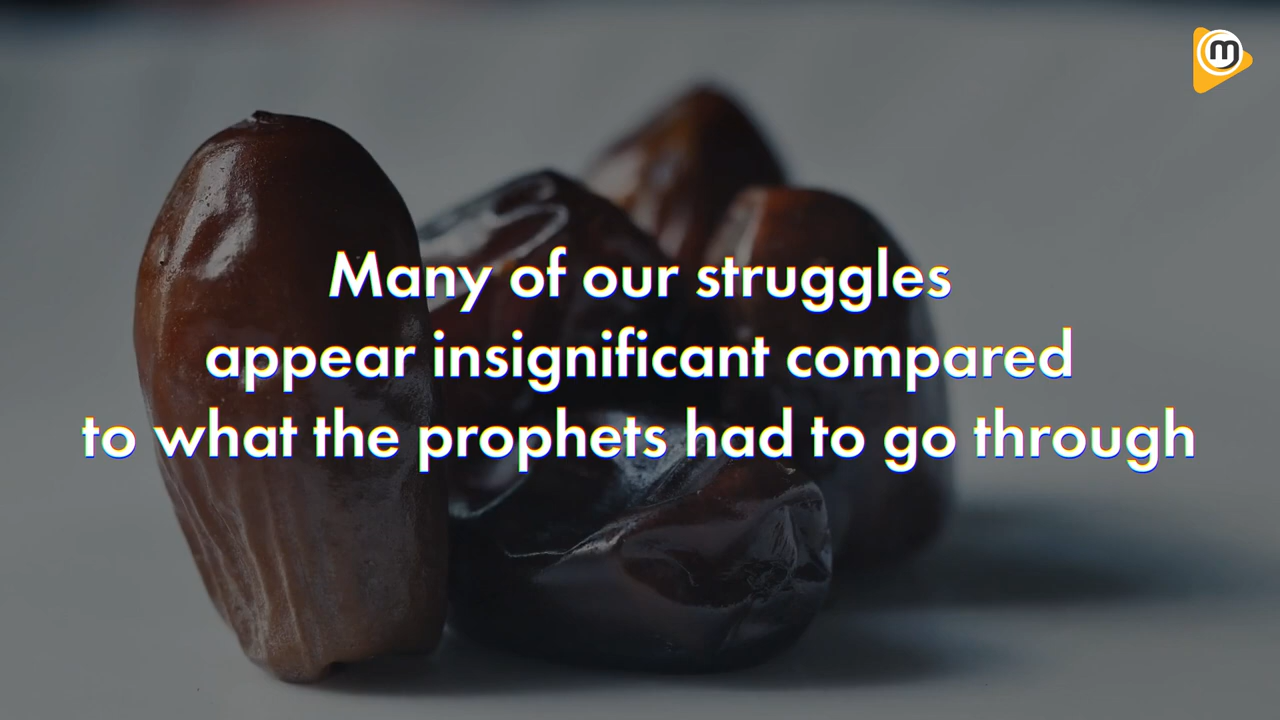 m
Many of our struggles
appear insignificant compared
to what the prophets had to go through